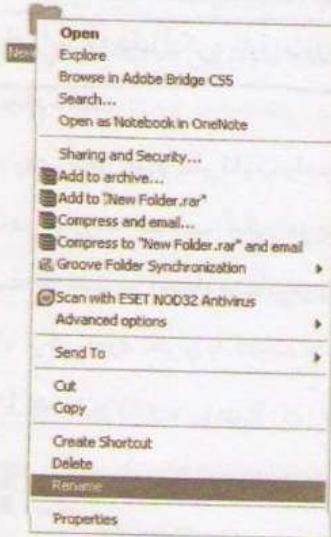 New
Open
Explore
Browse in Adobe Bridge CS5
Search...
Open as Notebook in OneNote
Sharing and Security...
Add to archive...
Add to "New Folder.rar"
Compress and email...
Compress to "New Folder.rar" and email
Groove Folder Synchronization
Scan with ESET NOD32 Antivirus
Advanced options
Send To
Cut
Copy
Create Shortcut
Delete
Rename
Properties